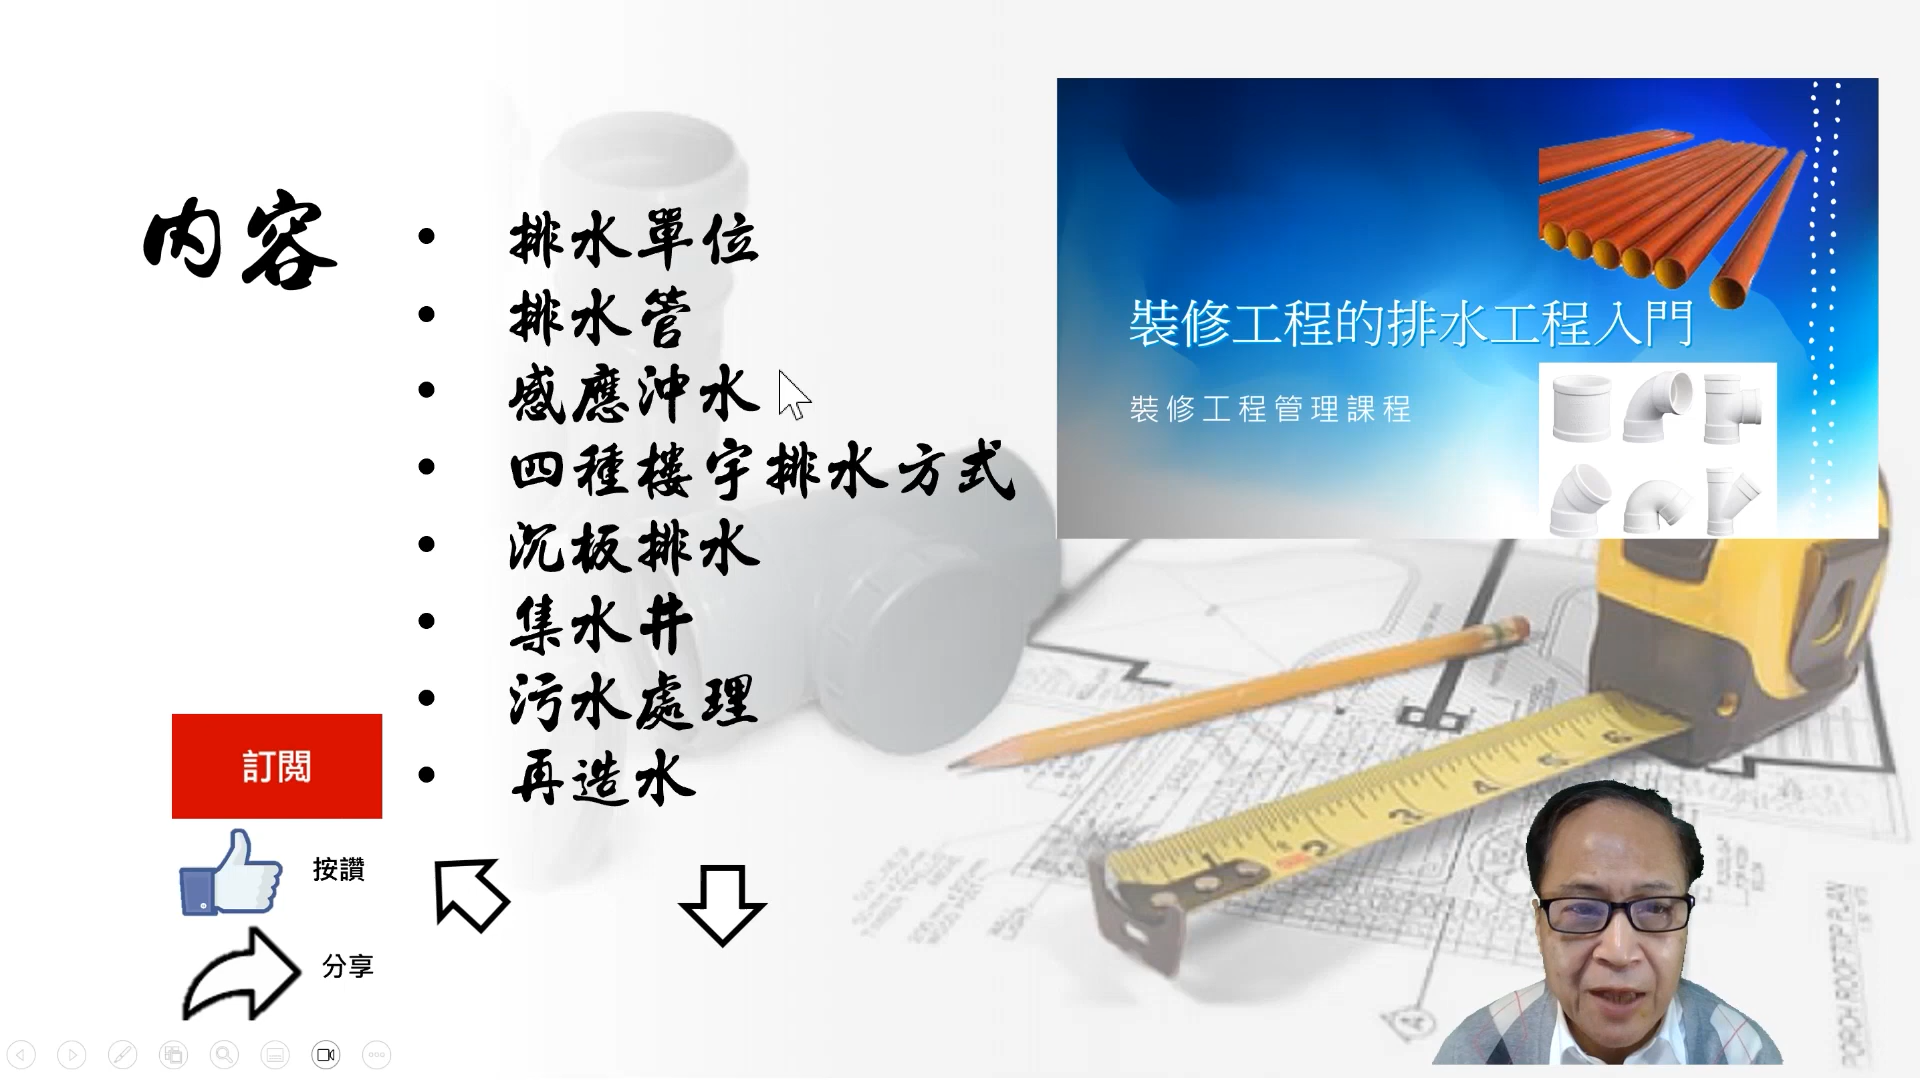 內容
排水單位
排水管
感應沖水
四種樓宇排水方式
沉板排水
集水井
污水處理
再造水
裝修工程的排水工程入門
裝修工程管理課程
訂閱
按讚
分享